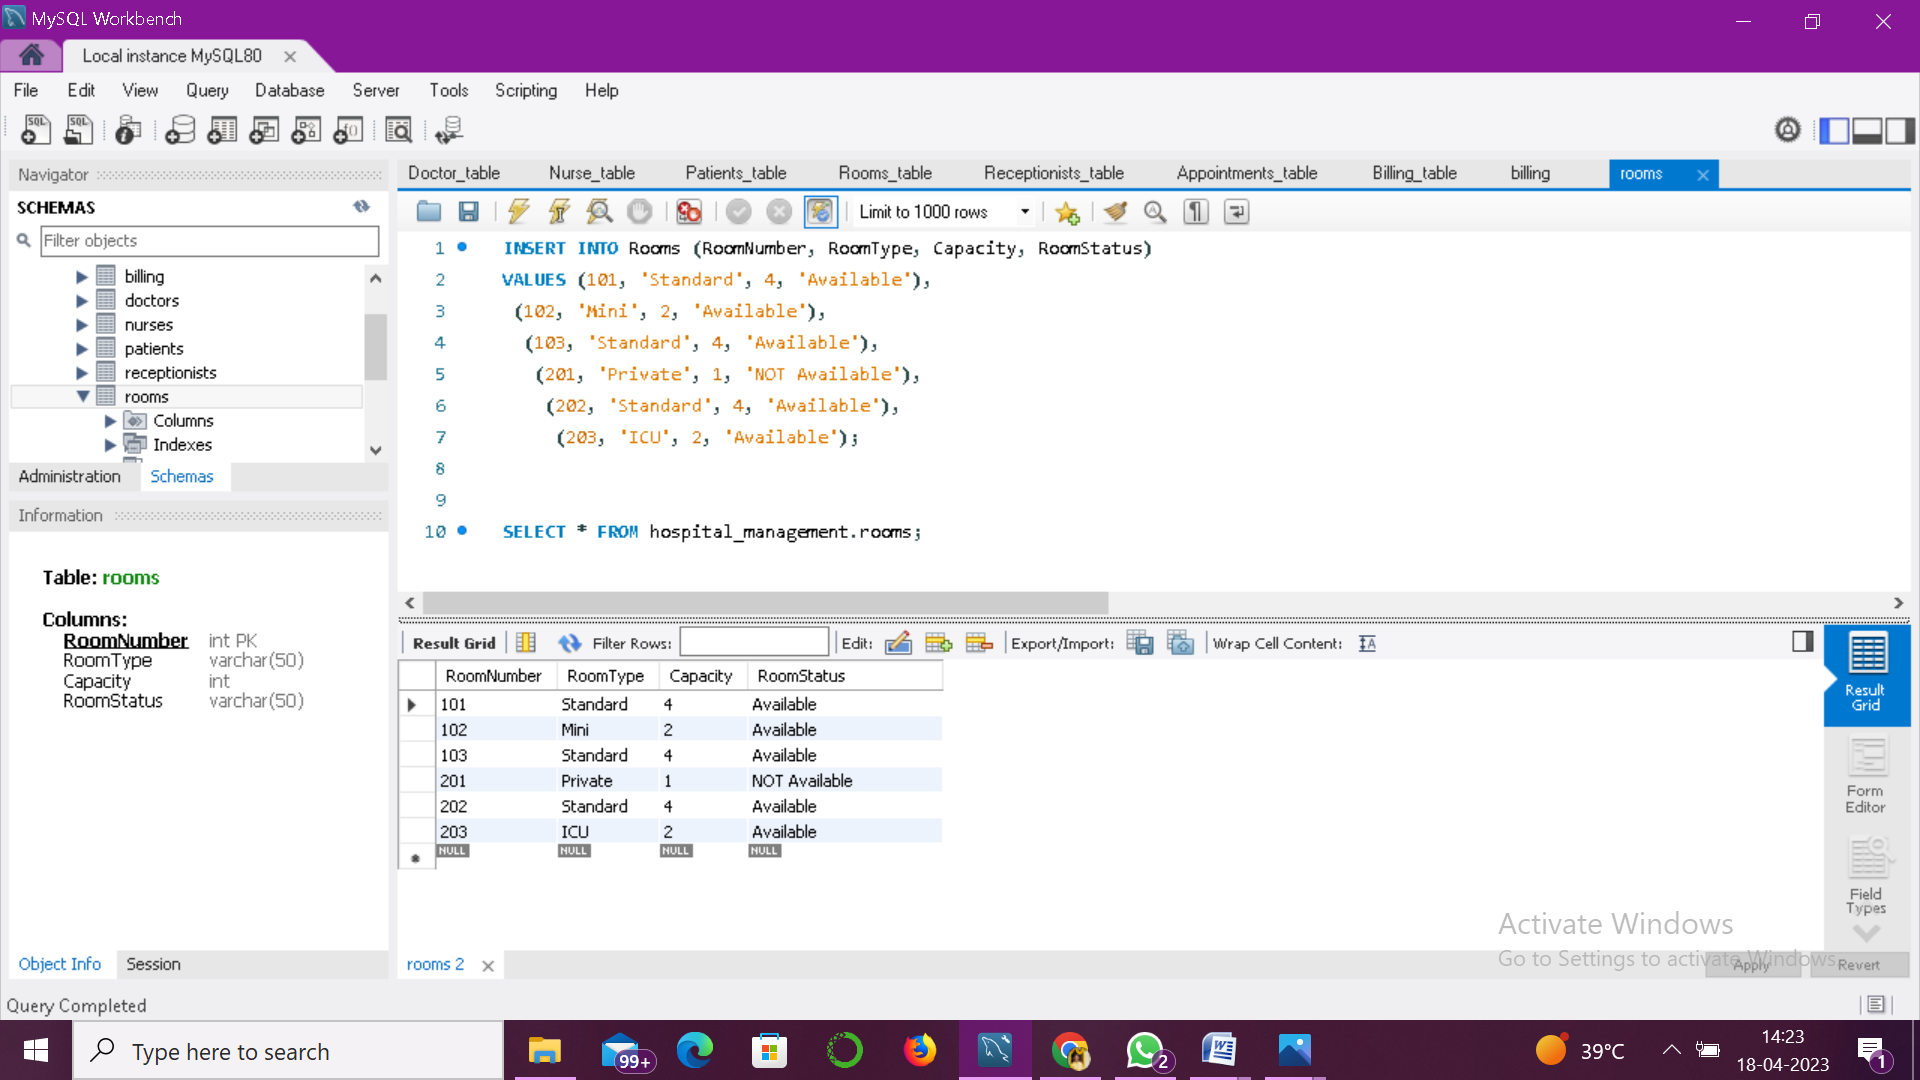 MySQL Workbench
Local instance MySQL80
File Edit View Query Database Server Tools Scripting Help
Navigator
SCHEMAS
Filter objects
billing
doctors
nurses
patients
receptionists
rooms
Columns
Indexes
Administration Schemas
Information
Table: rooms
Columns:
RoomNumber int PK
RoomType varchar(50)
Capacity int
RoomStatus varchar(50)
Object Info Session
Doctor_table Nurse_table Patients_table Rooms_table Receptionists_table Appointments_table Billing_table billing rooms
Limit to 1000 rows
1 INSERT INTO Rooms (RoomNumber, RoomType, Capacity, RoomStatus)
2 VALUES (101, 'Standard', 4, 'Available'),
3 (102, 'Mini', 2, 'Available'),
4 (103, 'Standard', 4, 'Available'),
5 (201, 'Private', 1, 'NOT Available'),
6 (202, 'Standard', 4, 'Available'),
7 (203, 'ICU', 2, 'Available');
8
9
10 SELECT * FROM hospital_management.rooms;
Result Grid Filter Rows: Edit: Export/Import: Wrap Cell Content:
RoomNumber RoomType Capacity RoomStatus
101 Standard 4 Available
102 Mini 2 Available
103 Standard 4 Available
201 Private 1 NOT Available
202 Standard 4 Available
203 ICU 2 Available
NULL NULL NULL NULL
Result
Grid
Form
Editor
Field
Types
Activate Windows
Go to Settings to activate Windows.
rooms 2
Apply Revert
Query Completed
Type here to search
99+
2
39°C
14:23
18-04-2023
1